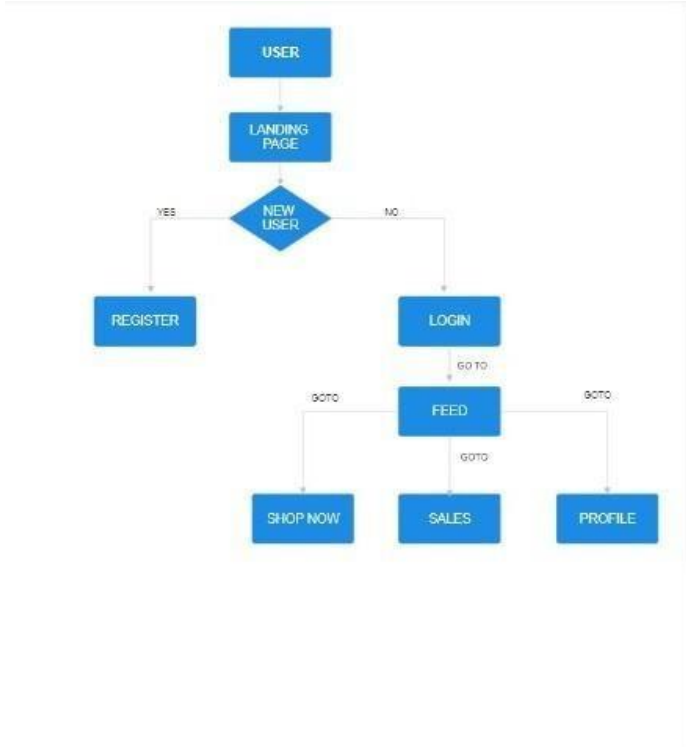 USER
LANDING
PAGE
NEW
USER
YES
NO
REGISTER
LOGIN
GO TO
FEED
GOTO
GOTO
GOTO
SHOP NOW
SALES
PROFILE